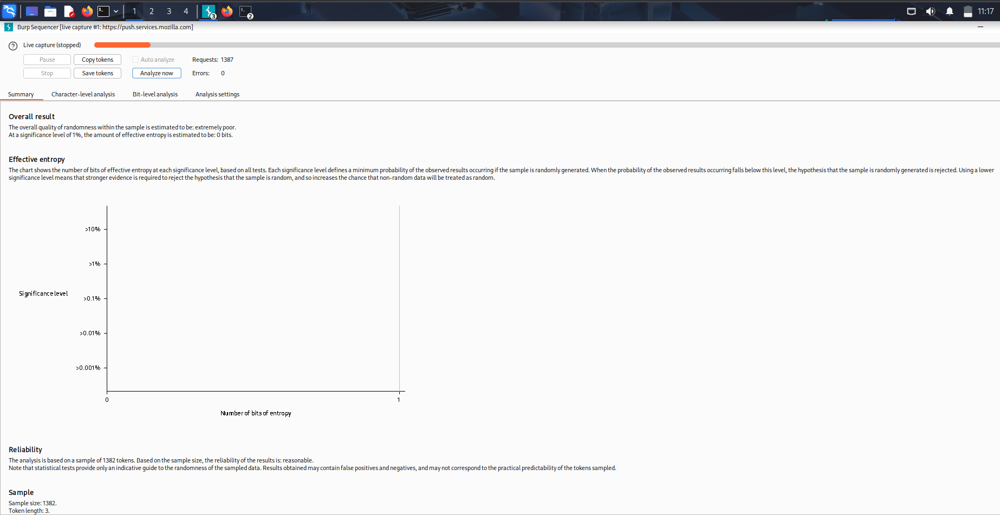 1 2 3 4 3 2 11:17
Burp Sequencer [live capture #1: https://push.services.mozilla.com]
Live capture (stopped)
Pause Copy tokens Auto analyze Requests: 1387
Stop Save tokens Analyze now Errors: 0
Summary Character-level analysis Bit-level analysis Analysis settings
Overall result
The overall quality of randomness within the sample is estimated to be: extremely poor.
At a significance level of 1%, the amount of effective entropy is estimated to be: 0 bits.
Effective entropy
The chart shows the number of bits of effective entropy at each significance level, based on all tests. Each significance level defines a minimum probability of the observed results occurring if the sample is randomly generated. When the probability of the observed results occurring falls below this level, the hypothesis that the sample is randomly generated is rejected. Using a lower
significance level means that stronger evidence is required to reject the hypothesis that the sample is random, and so increases the chance that non-random data will be treated as random.
>10%
>1%
Significance level
>0.1%
>0.01%
>0.001%
0 1
Number of bits of entropy
Reliability
The analysis is based on a sample of 1382 tokens. Based on the sample size, the reliability of the results is: reasonable.
Note that statistical tests provide only an indicative guide to the randomness of the sampled data. Results obtained may contain false positives and negatives, and may not correspond to the practical predictability of the tokens sampled.
Sample
Sample size: 1382.
Token length: 3.